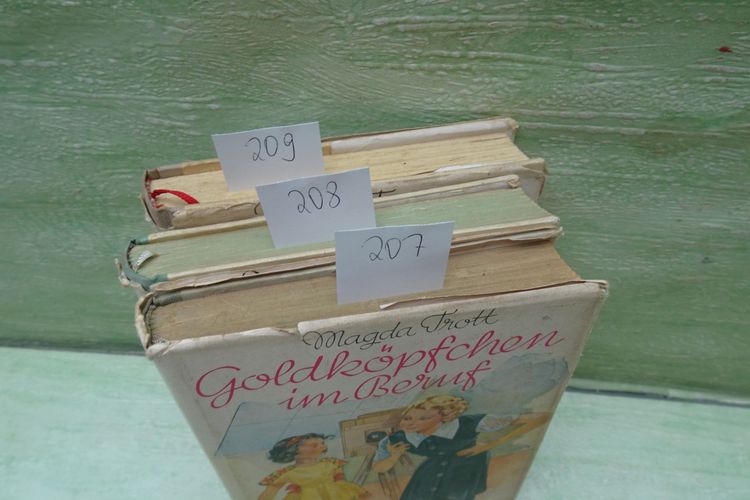 209
208
207
Magda Trott
Goldköpfchen
im Beruf